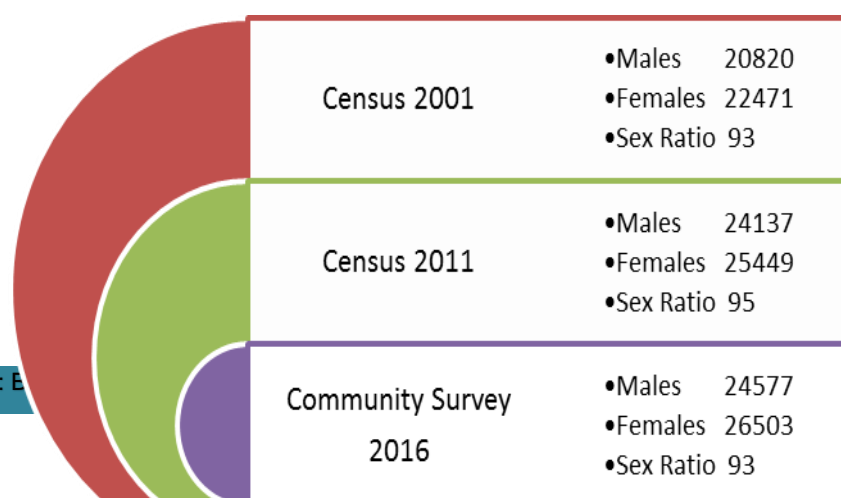 Census 2001
•Males 20820
•Females 22471
•Sex Ratio 93
Census 2011
•Males 24137
•Females 25449
•Sex Ratio 95
Community Survey
2016
•Males 24577
•Females 26503
•Sex Ratio 93